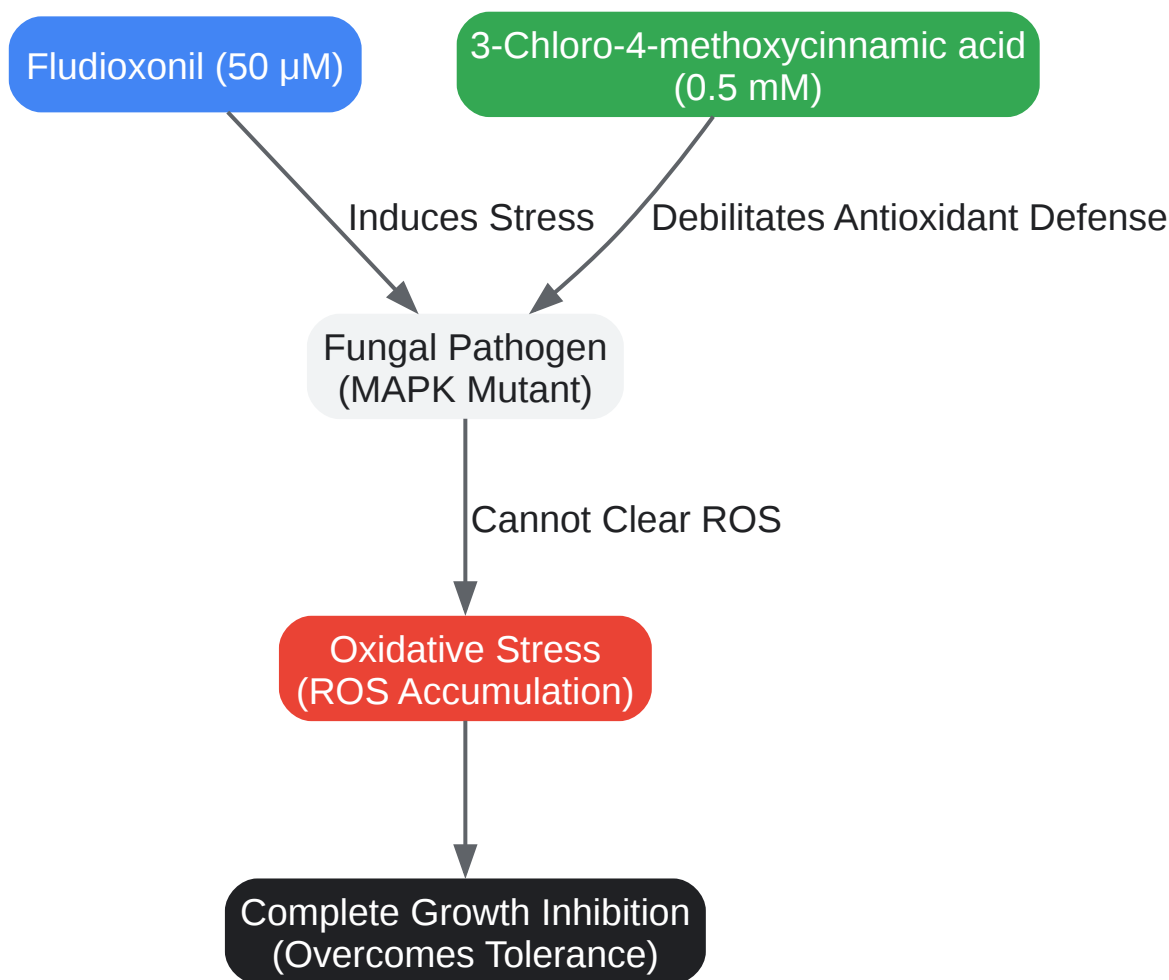 Fludioxonil (50 μM)
3-Chloro-4-methoxycinnamic acid
(0.5 mM)
Induces Stress
Debilitates Antioxidant Defense
Fungal Pathogen
(MAPK Mutant)
Cannot Clear ROS
Oxidative Stress
(ROS Accumulation)
Complete Growth Inhibition
(Overcomes Tolerance)